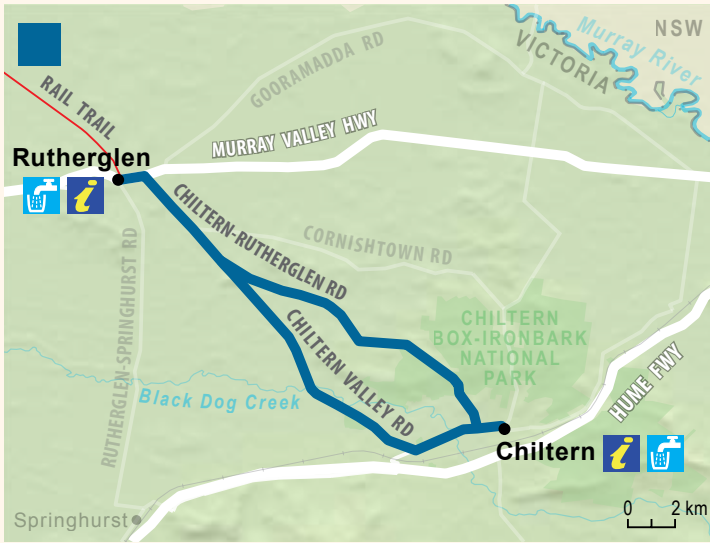 NSW
Murray River
VICTORIA
GOORAMADDA RD
RAIL TRAIL
MURRAY VALLEY HWY
Rutherglen
i
CHILTERN-RUTHERGLEN RD
CORNISHTOWN RD
RUTHERGLEN-SPRINGHURST RD
CHILTERN
BOX-IRONBARK
NATIONAL
PARK
CHILTERN VALLEY RD
HUME FWY
Black Dog Creek
Chiltern
i
Springhurst
0 2 km